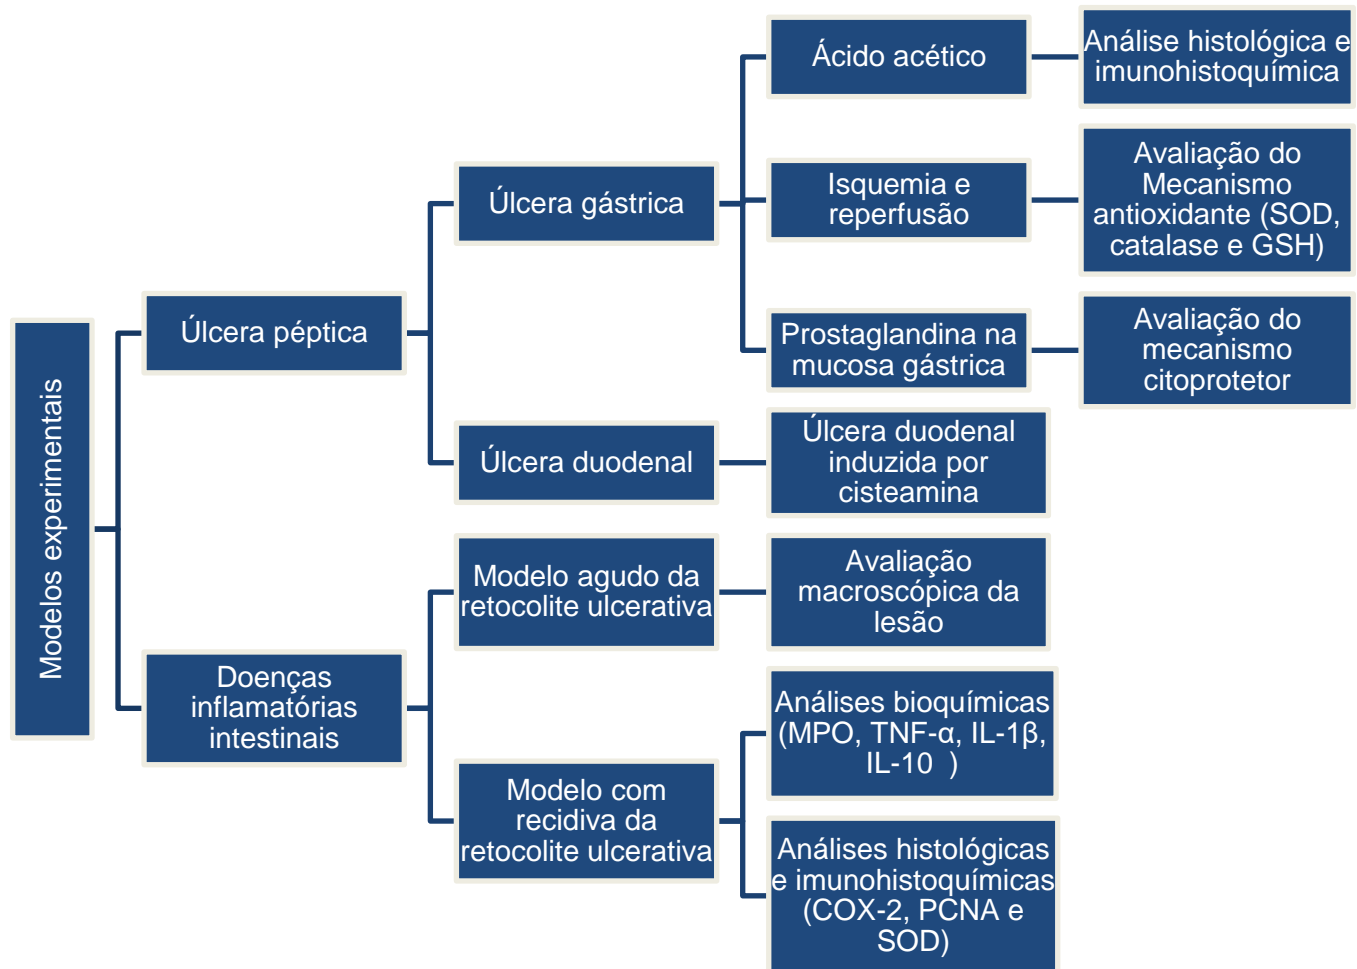 Modelos experimentais
Úlcera péptica
Úlcera gástrica
Ácido acético
Análise histológica e
imunohistoquímica
Isquemia e
reperfusão
Avaliação do
Mecanismo
antioxidante (SOD,
catalase e GSH)
Prostaglandina na
mucosa gástrica
Avaliação do
mecanismo
citoprotetor
Úlcera duodenal
Úlcera duodenal
induzida por
cisteamina
Doenças
inflamatórias
intestinais
Modelo agudo da
retocolite ulcerativa
Avaliação
macroscópica da
lesão
Modelo com
recidiva da
retocolite ulcerativa
Análises bioquímicas
(MPO, TNF-α, IL-1β,
IL-10 )
Análises histológicas
e imunohistoquímicas
(COX-2, PCNA e
SOD)